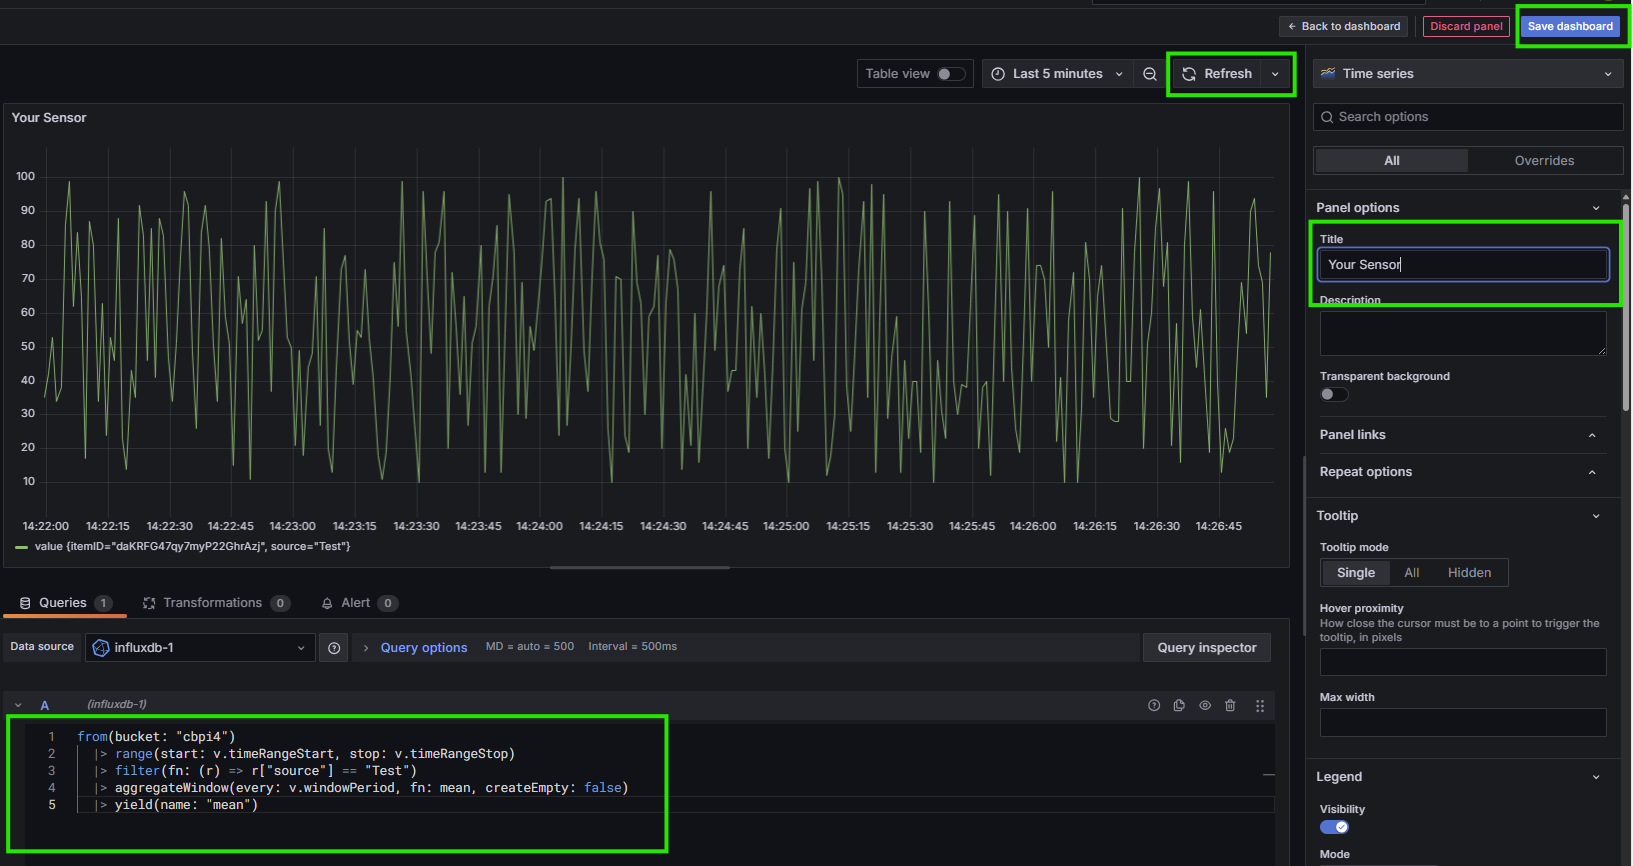 Back to dashboard
Discard panel
Save dashboard
Table view
Last 5 minutes
Refresh
Time series
Your Sensor
Search options
All
Overrides
100
90
80
70
60
50
40
30
20
10
14:22:00 14:22:15 14:22:30 14:22:45 14:23:00 14:23:15 14:23:30 14:23:45 14:24:00 14:24:15 14:24:30 14:24:45 14:25:00 14:25:15 14:25:30 14:25:45 14:26:00 14:26:15 14:26:30 14:26:45
value {itemID="daKRFG47qy7myP22GhrAzj", source="Test"}
Panel options
Title
Your Sensor
Description
Transparent background
Panel links
Repeat options
Tooltip
Tooltip mode
Single
All
Hidden
Hover proximity
How close the cursor must be to a point to trigger the
tooltip, in pixels
Max width
Legend
Visibility
Mode
Queries 1
Transformations 0
Alert 0
Data source
influxdb-1
Query options
MD = auto = 500
Interval = 500ms
Query inspector
A
(influxdb-1)
1 from(bucket: "cbpi4")
2 |> range(start: v.timeRangeStart, stop: v.timeRangeStop)
3 |> filter(fn: (r) => r["source"] == "Test")
4 |> aggregateWindow(every: v.windowPeriod, fn: mean, createEmpty: false)
5 |> yield(name: "mean")